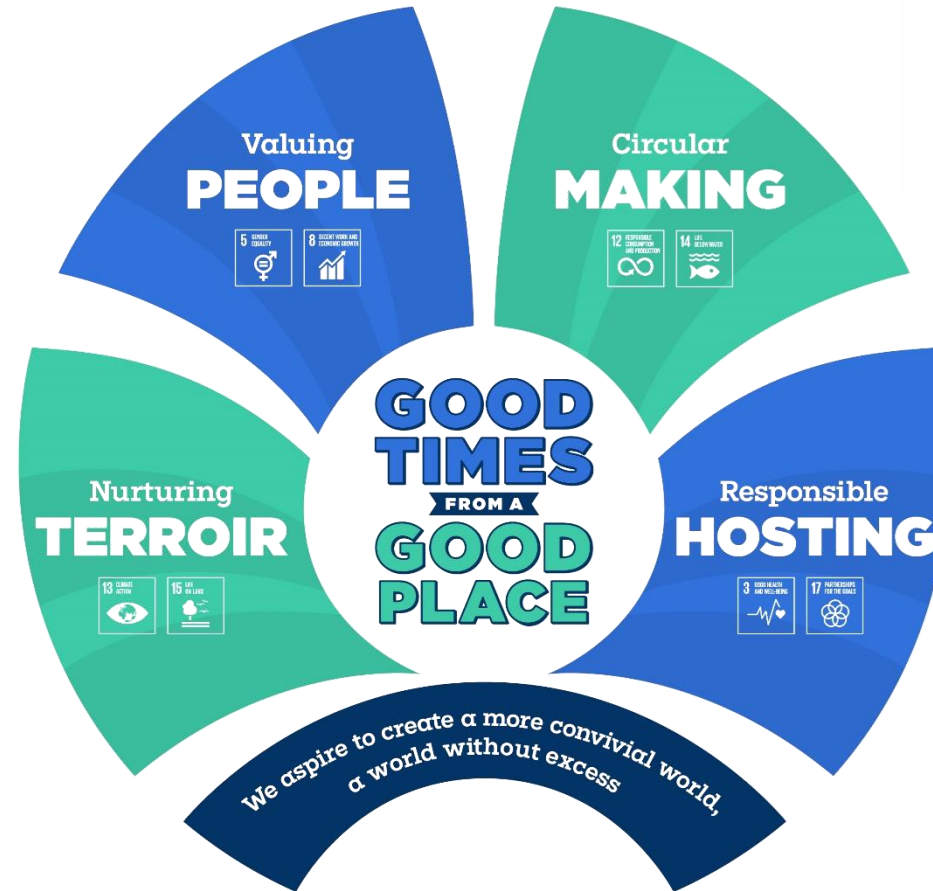 Valuing
PEOPLE
5 GENDER
EQUALITY
8 DECENT WORK AND
ECONOMIC GROWTH
Circular
MAKING
12 RESPONSIBLE
CONSUMPTION
AND PRODUCTION
14 LIFE
BELOW WATER
Nurturing
TERROIR
13 CLIMATE
ACTION
15 LIFE
ON LAND
GOOD
TIMES
FROM A
GOOD
PLACE
Responsible
HOSTING
3 GOOD HEALTH
AND WELL-BEING
17 PARTNERSHIPS
FOR THE GOALS
We aspire to create a more convivial world,
a world without excess